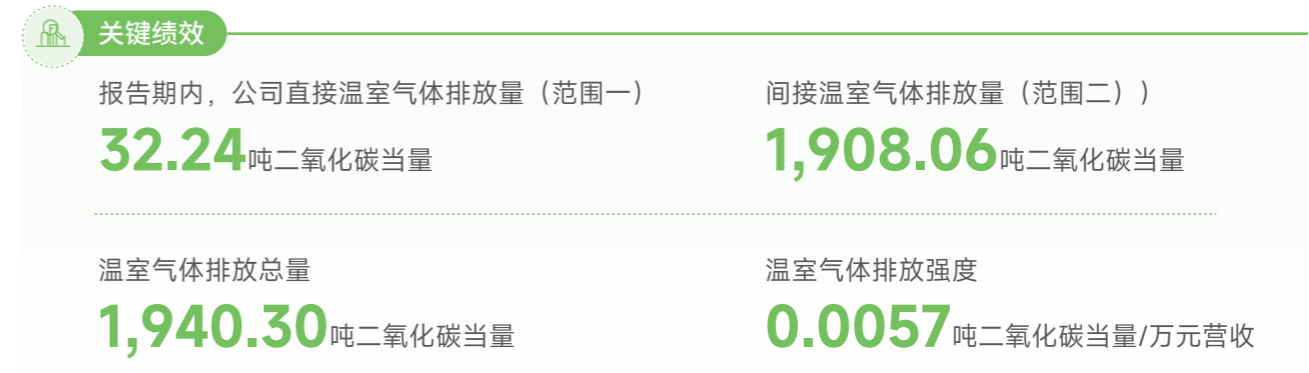 关键绩效
报告期内，公司直接温室气体排放量（范围一）
32.24吨二氧化碳当量
间接温室气体排放量（范围二））
1,908.06吨二氧化碳当量
温室气体排放总量
1,940.30吨二氧化碳当量
温室气体排放强度
0.0057吨二氧化碳当量/万元营收